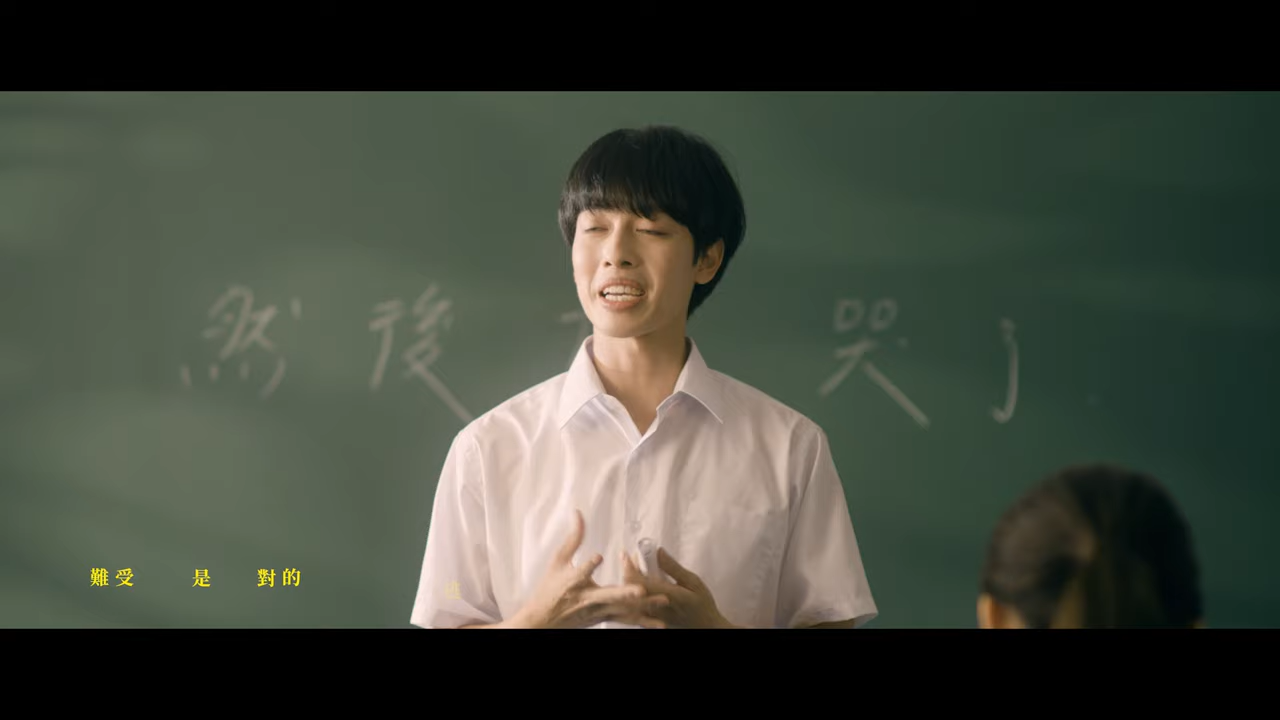 然後 哭了
難受 是 對的